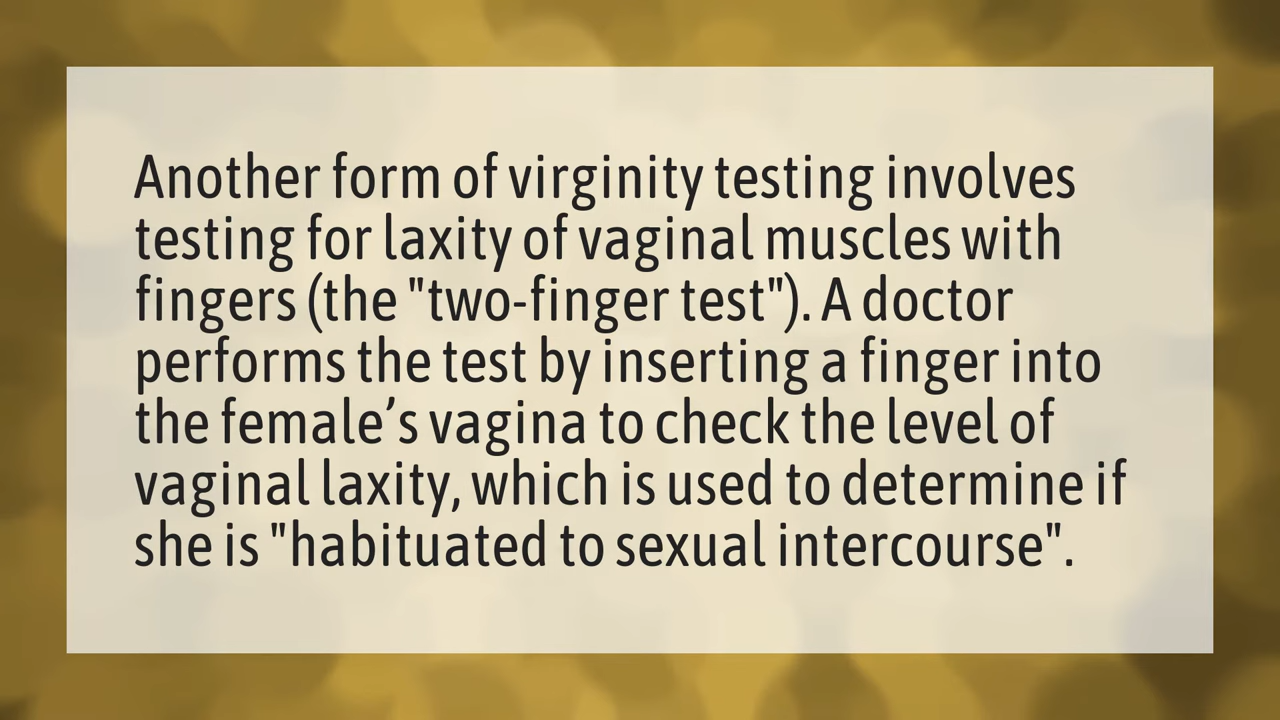 Another form of virginity testing involves
testing for laxity of vaginal muscles with
fingers (the "two-finger test"). A doctor
performs the test by inserting a finger into
the female’s vagina to check the level of
vaginal laxity, which is used to determine if
she is "habituated to sexual intercourse".